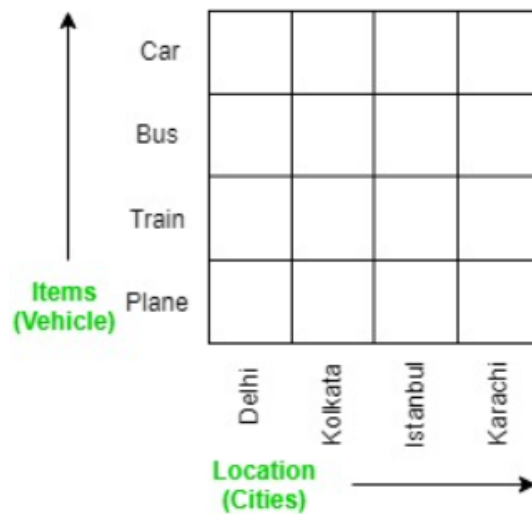 Car
Bus
Train
Items
(Vehicle)
Plane
Delhi
Kolkata
Istanbul
Karachi
Location
(Cities)